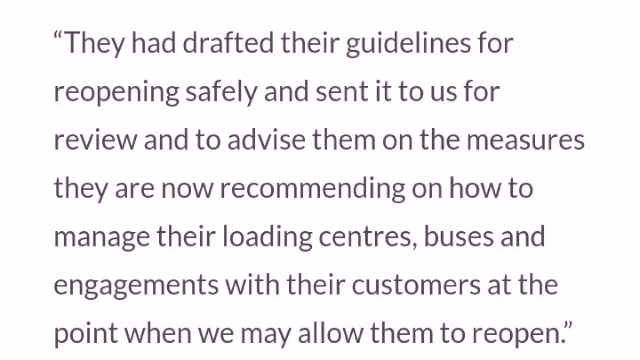 “They had drafted their guidelines for
reopening safely and sent it to us for
review and to advise them on the measures
they are now recommending on how to
manage their loading centres, buses and
engagements with their customers at the
point when we may allow them to reopen.”